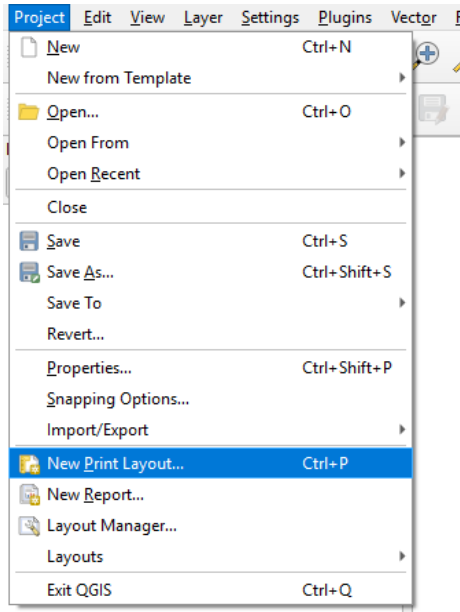 Project Edit View Layer Settings Plugins Vector
New Ctrl+N
New from Template
Open... Ctrl+O
Open From
Open Recent
Close
Save Ctrl+S
Save As... Ctrl+Shift+S
Save To
Revert...
Properties... Ctrl+Shift+P
Snapping Options...
Import/Export
New Print Layout... Ctrl+P
New Report...
Layout Manager...
Layouts
Exit QGIS Ctrl+Q